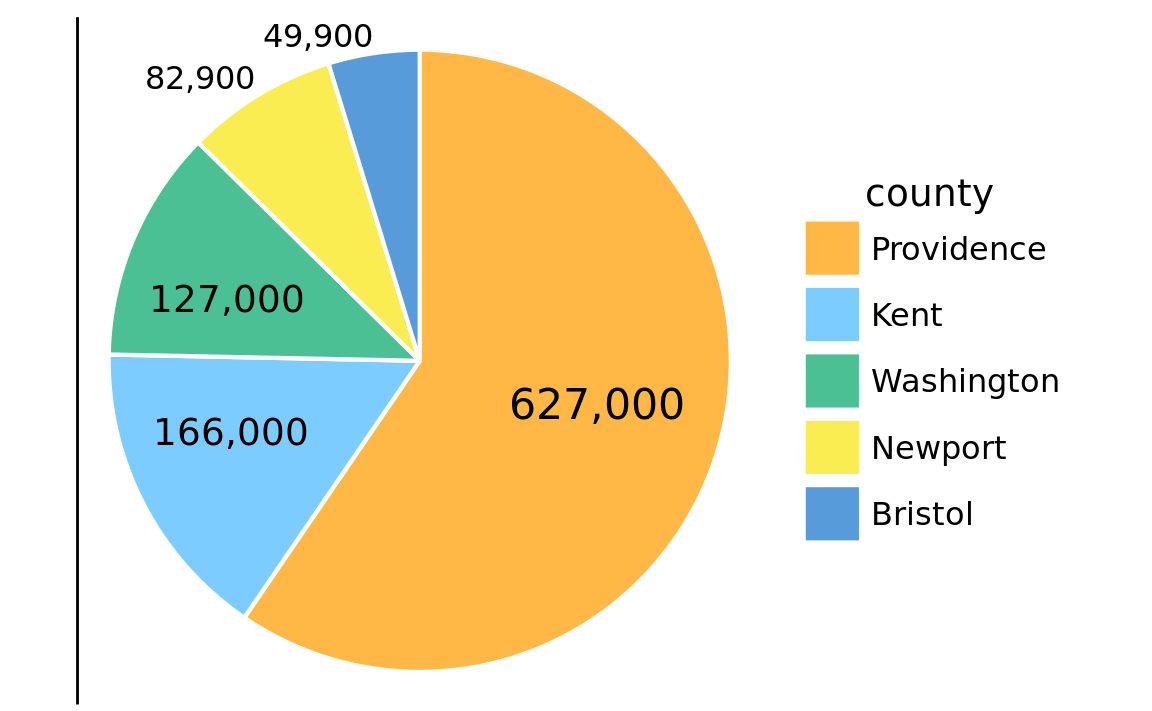 49,900
82,900
127,000
166,000
627,000
county
Providence
Kent
Washington
Newport
Bristol